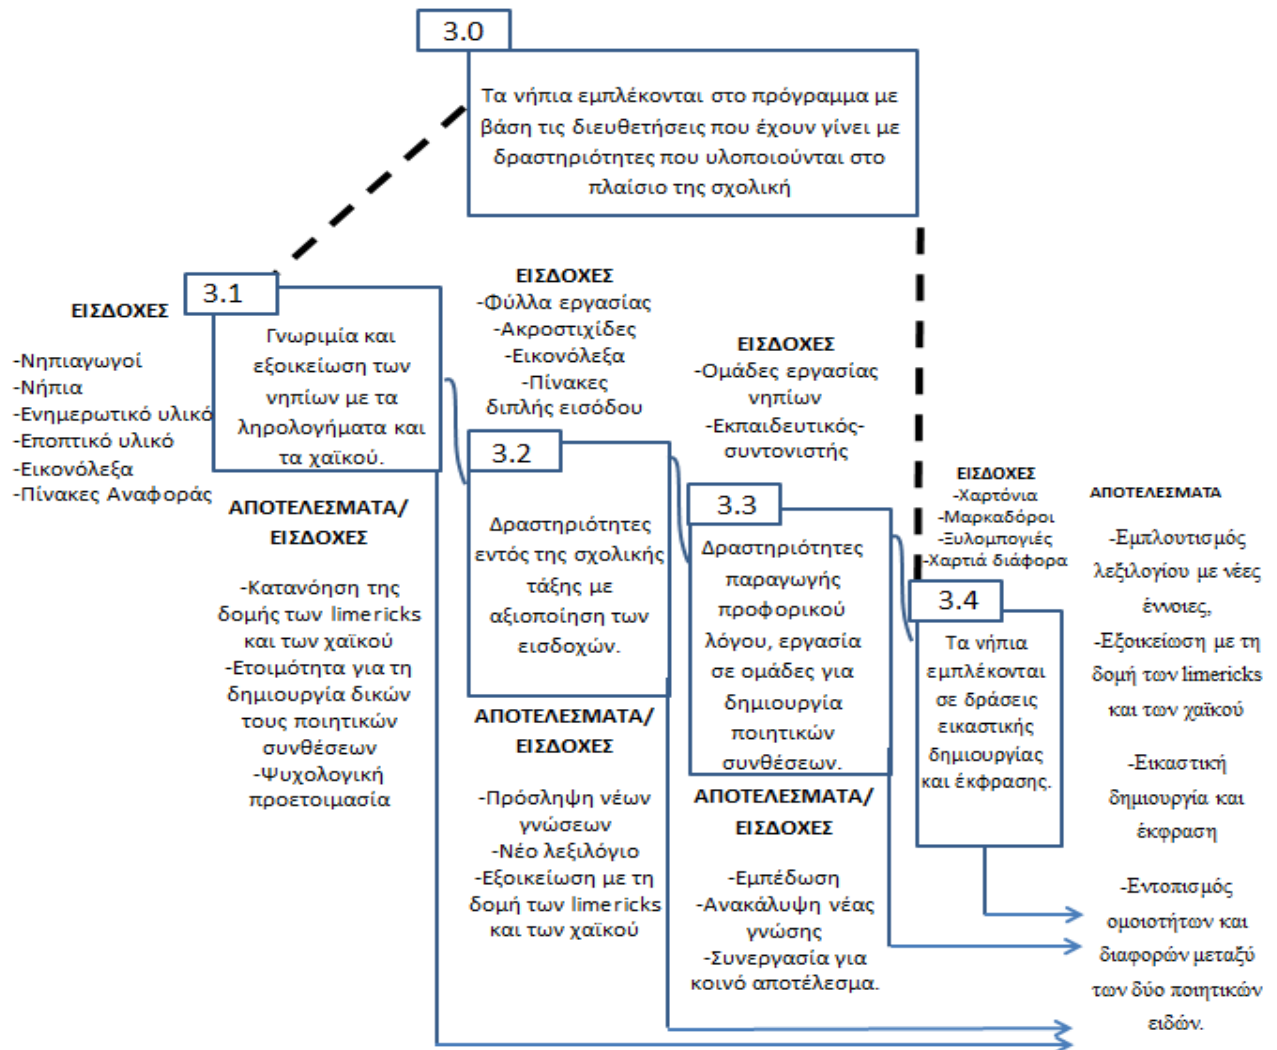 3.0
Τα νήπια εμπλέκονται στο πρόγραμμα με
βάση τις διευθετήσεις που έχουν γίνει με
δραστηριότητες που υλοποιούνται στο
πλαίσιο της σχολική
ΕΙΣΔΟΧΕΣ
-Νηπιαγωγοί
-Νήπια
-Ενημερωτικό υλικό
-Εποπτικό υλικό
-Εικονόλεξα
-Πίνακες Αναφοράς
3.1
Γνωριμία και
εξοικείωση των
νηπίων με τα
ληρολογήματα και
τα χαϊκού.
ΑΠΟΤΕΛΕΣΜΑΤΑ/
ΕΙΣΔΟΧΕΣ
-Κατανόηση της
δομής των limericks
και των χαϊκού
-Ετοιμότητα για τη
δημιουργία δικών
τους ποιητικών
συνθέσεων
-Ψυχολογική
προετοιμασία
ΕΙΣΔΟΧΕΣ
-Φύλλα εργασίας
-Ακροστιχίδες
-Εικονόλεξα
-Πίνακες
διπλής εισόδου
3.2
Δραστηριότητες
εντός της σχολικής
τάξης με
αξιοποίηση των
εισδοχών.
ΑΠΟΤΕΛΕΣΜΑΤΑ/
ΕΙΣΔΟΧΕΣ
-Πρόσληψη νέων
γνώσεων
-Νέο λεξιλόγιο
-Εξοικείωση με τη
δομή των limericks
και των χαϊκού
ΕΙΣΔΟΧΕΣ
-Ομάδες εργασίας
νηπίων
-Εκπαιδευτικός-
συντονιστής
3.3
Δραστηριότητες
παραγωγής
προφορικού
λόγου, εργασία
σε ομάδες για
δημιουργία
ποιητικών
συνθέσεων.
ΑΠΟΤΕΛΕΣΜΑΤΑ/
ΕΙΣΔΟΧΕΣ
-Εμπέδωση
-Ανακάλυψη νέας
γνώσης
-Συνεργασία για
κοινό αποτέλεσμα.
ΕΙΣΔΟΧΕΣ
-Χαρτόνια
-Μαρκαδόροι
-Ξυλομπογιές
-Χαρτιά διάφορα
3.4
Τα νήπια
εμπλέκονται
σε δράσεις
εικαστικής
δημιουργίας
και έκφρασης.
ΑΠΟΤΕΛΕΣΜΑΤΑ
-Εμπλουτισμός
λεξιλογίου με νέες
έννοιες,
-Εξοικείωση με τη
δομή των limericks
και των χαϊκού
-Εικαστική
δημιουργία και
έκφραση
-Εντοπισμός
ομοιοτήτων και
διαφορών μεταξύ
των δύο ποιητικών
ειδών.